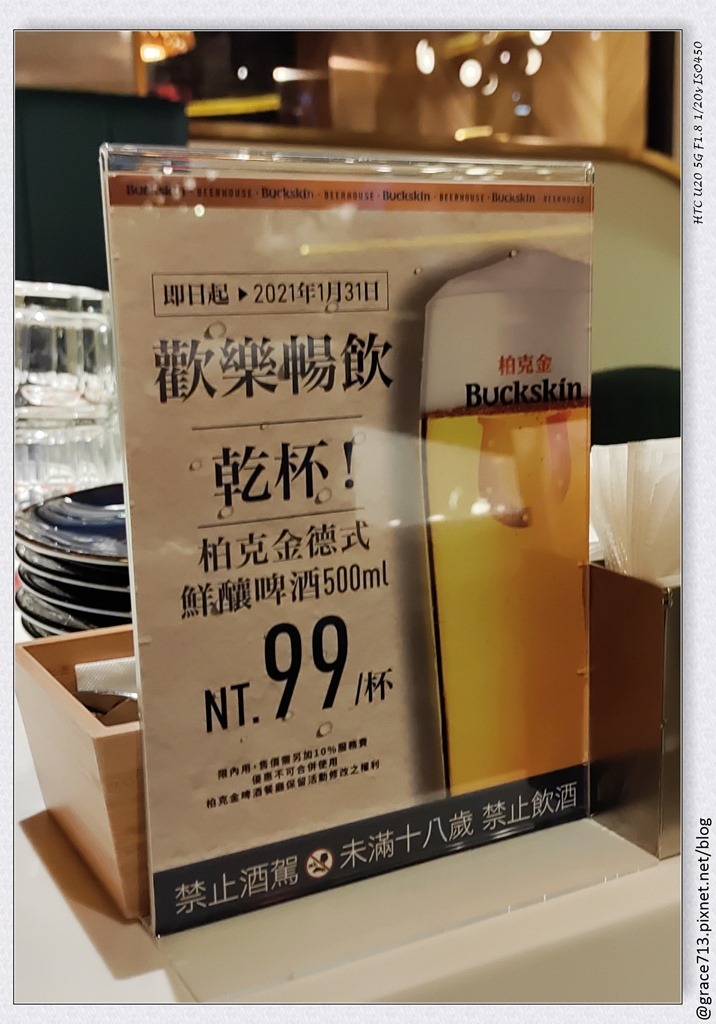 Buckskin · BEERHOUSE · Buckskin · BEERHOUSE · Buckskin · BEERHOUSE · Buckskin · BEERHOUSE
即日起▶2021年1月31日
歡樂暢飲
乾杯!
柏克金德式
鮮釀啤酒500ml
NT.99/杯
限內用,售價需另加10%服務費
優惠不可合併使用
柏克金啤酒餐廳保留活動修改之權利
柏克金
Buckskin
禁止酒駕 未滿十八歲 禁止飲酒
HTC U20 5G F1.8 1/20s ISO450
@grace713.pixnet.net/blog